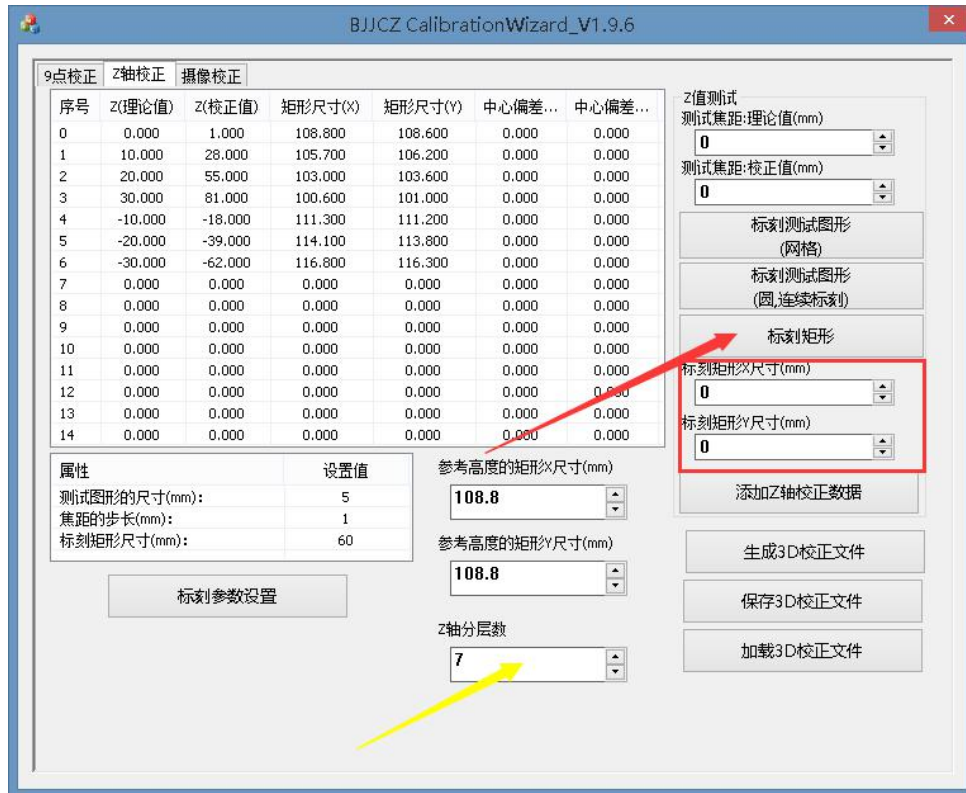 BJJCZ CalibrationWizard_V1.9.6
9点校正 Z轴校正 摄像校正
序号 Z(理论值) Z(校正值) 矩形尺寸(X) 矩形尺寸(Y) 中心偏差... 中心偏差...
0 0.000 1.000 108.800 108.600 0.000 0.000
1 10.000 28.000 105.700 106.200 0.000 0.000
2 20.000 55.000 103.000 103.600 0.000 0.000
3 30.000 81.000 100.600 101.000 0.000 0.000
4 -10.000 -18.000 111.300 111.200 0.000 0.000
5 -20.000 -39.000 114.100 113.800 0.000 0.000
6 -30.000 -62.000 116.800 116.300 0.000 0.000
7 0.000 0.000 0.000 0.000 0.000 0.000
8 0.000 0.000 0.000 0.000 0.000 0.000
9 0.000 0.000 0.000 0.000 0.000 0.000
10 0.000 0.000 0.000 0.000 0.000 0.000
11 0.000 0.000 0.000 0.000 0.000 0.000
12 0.000 0.000 0.000 0.000 0.000 0.000
13 0.000 0.000 0.000 0.000 0.000 0.000
14 0.000 0.000 0.000 0.000 0.000 0.000
属性 设置值
测试图形的尺寸(mm): 5
焦距的步长(mm): 1
标刻矩形尺寸(mm): 60
标刻参数设置
参考高度的矩形X尺寸(mm)
108.8
参考高度的矩形Y尺寸(mm)
108.8
Z轴分层数
7
Z值测试
测试焦距:理论值(mm)
0
测试焦距:校正值(mm)
0
标刻测试图形
(网格)
标刻测试图形
(圆,连续标刻)
标刻矩形
标刻矩形X尺寸(mm)
0
标刻矩形Y尺寸(mm)
0
添加Z轴校正数据
生成3D校正文件
保存3D校正文件
加载3D校正文件